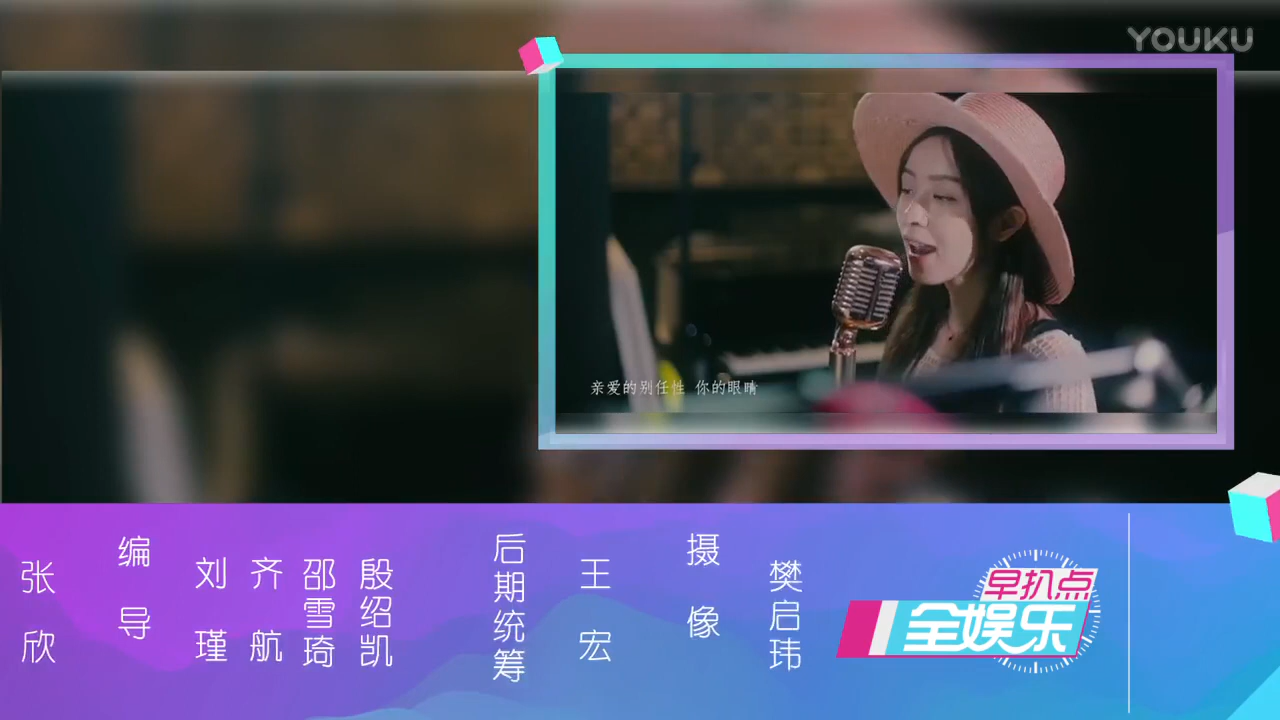 YOUKU
亲爱的别任性 你的眼睛
张欣
编导
刘瑾
齐航
邵雪琦
殷绍凯
后期统筹
王宏
摄像
樊启玮
早扒点
全娱乐